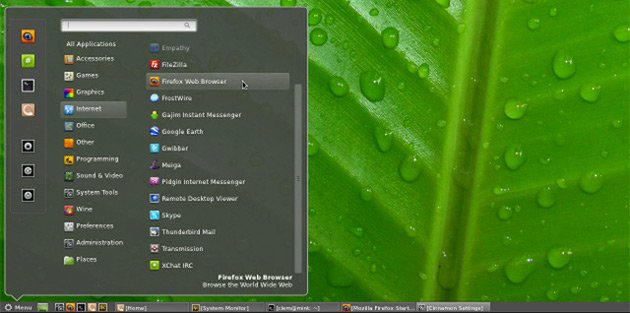 All Applications
Accessories
Games
Graphics
Internet
Office
Other
Programming
Sound & Video
System Tools
Wine
Preferences
Administration
Places
Empathy
FileZilla
Firefox Web Browser
FrostWire
Gajim Instant Messenger
Google Earth
Gwibber
Meiga
Pidgin Internet Messenger
Remote Desktop Viewer
Skype
Thunderbird Mail
Transmission
XChat IRC
Firefox Web Browser
Browse the World Wide Web
Menu [Home] [System Monitor] [clem@mint: ~] [Mozilla Firefox Start... [Cinnamon Settings]